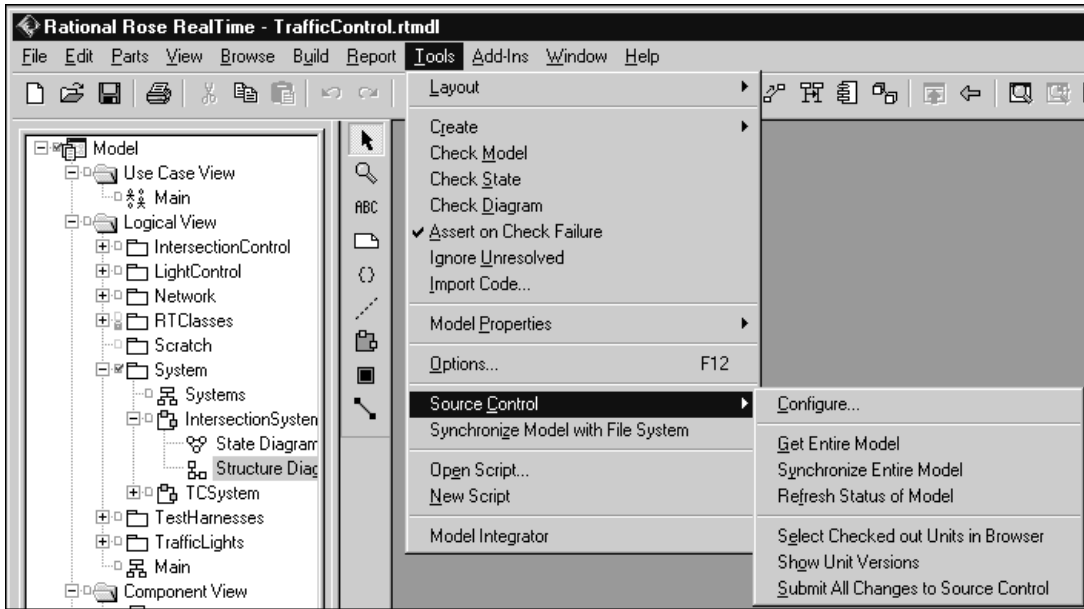 Rational Rose RealTime - TrafficControl.rtmdl
File Edit Parts View Browse Build Report Tools Add-Ins Window Help
Model
Use Case View
Main
Logical View
IntersectionControl
LightControl
Network
RTClasses
Scratch
System
Systems
IntersectionSystem
State Diagram
Structure Diag
TCSystem
TestHarnesses
TrafficLights
Main
Component View
ABC
{}
Layout
Create
Check Model
Check State
Check Diagram
Assert on Check Failure
Ignore Unresolved
Import Code...
Model Properties
Options... F12
Source Control
Synchronize Model with File System
Open Script...
New Script
Model Integrator
Configure...
Get Entire Model
Synchronize Entire Model
Refresh Status of Model
Select Checked out Units in Browser
Show Unit Versions
Submit All Changes to Source Control